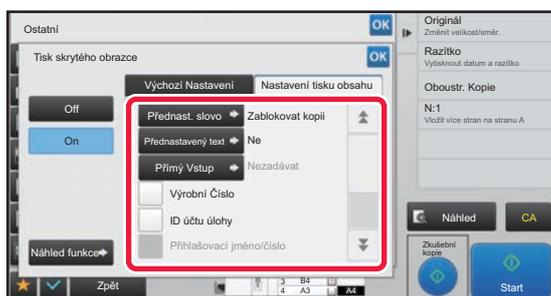 Ostatní
OK
Tisk skrytého obrazce
OK
Výchozí Nastavení
Nastavení tisku obsahu
Off
On
Náhled funkce
Přednast. slovo
Zablokovat kopii
Přednastavený text
Ne
Přímý Vstup
Nezadávat
Výrobní Číslo
ID účtu úlohy
Přihlašovací jméno/číslo
Zpět
3 B4
4 A3
A4
Originál
Změnit velikost/směr.
Razítko
Vytisknout datum a razítko
Oboustr. Kopie
N:1
Vložit více stran na stranu A
Náhled
CA
Zkušební
kopie
Start